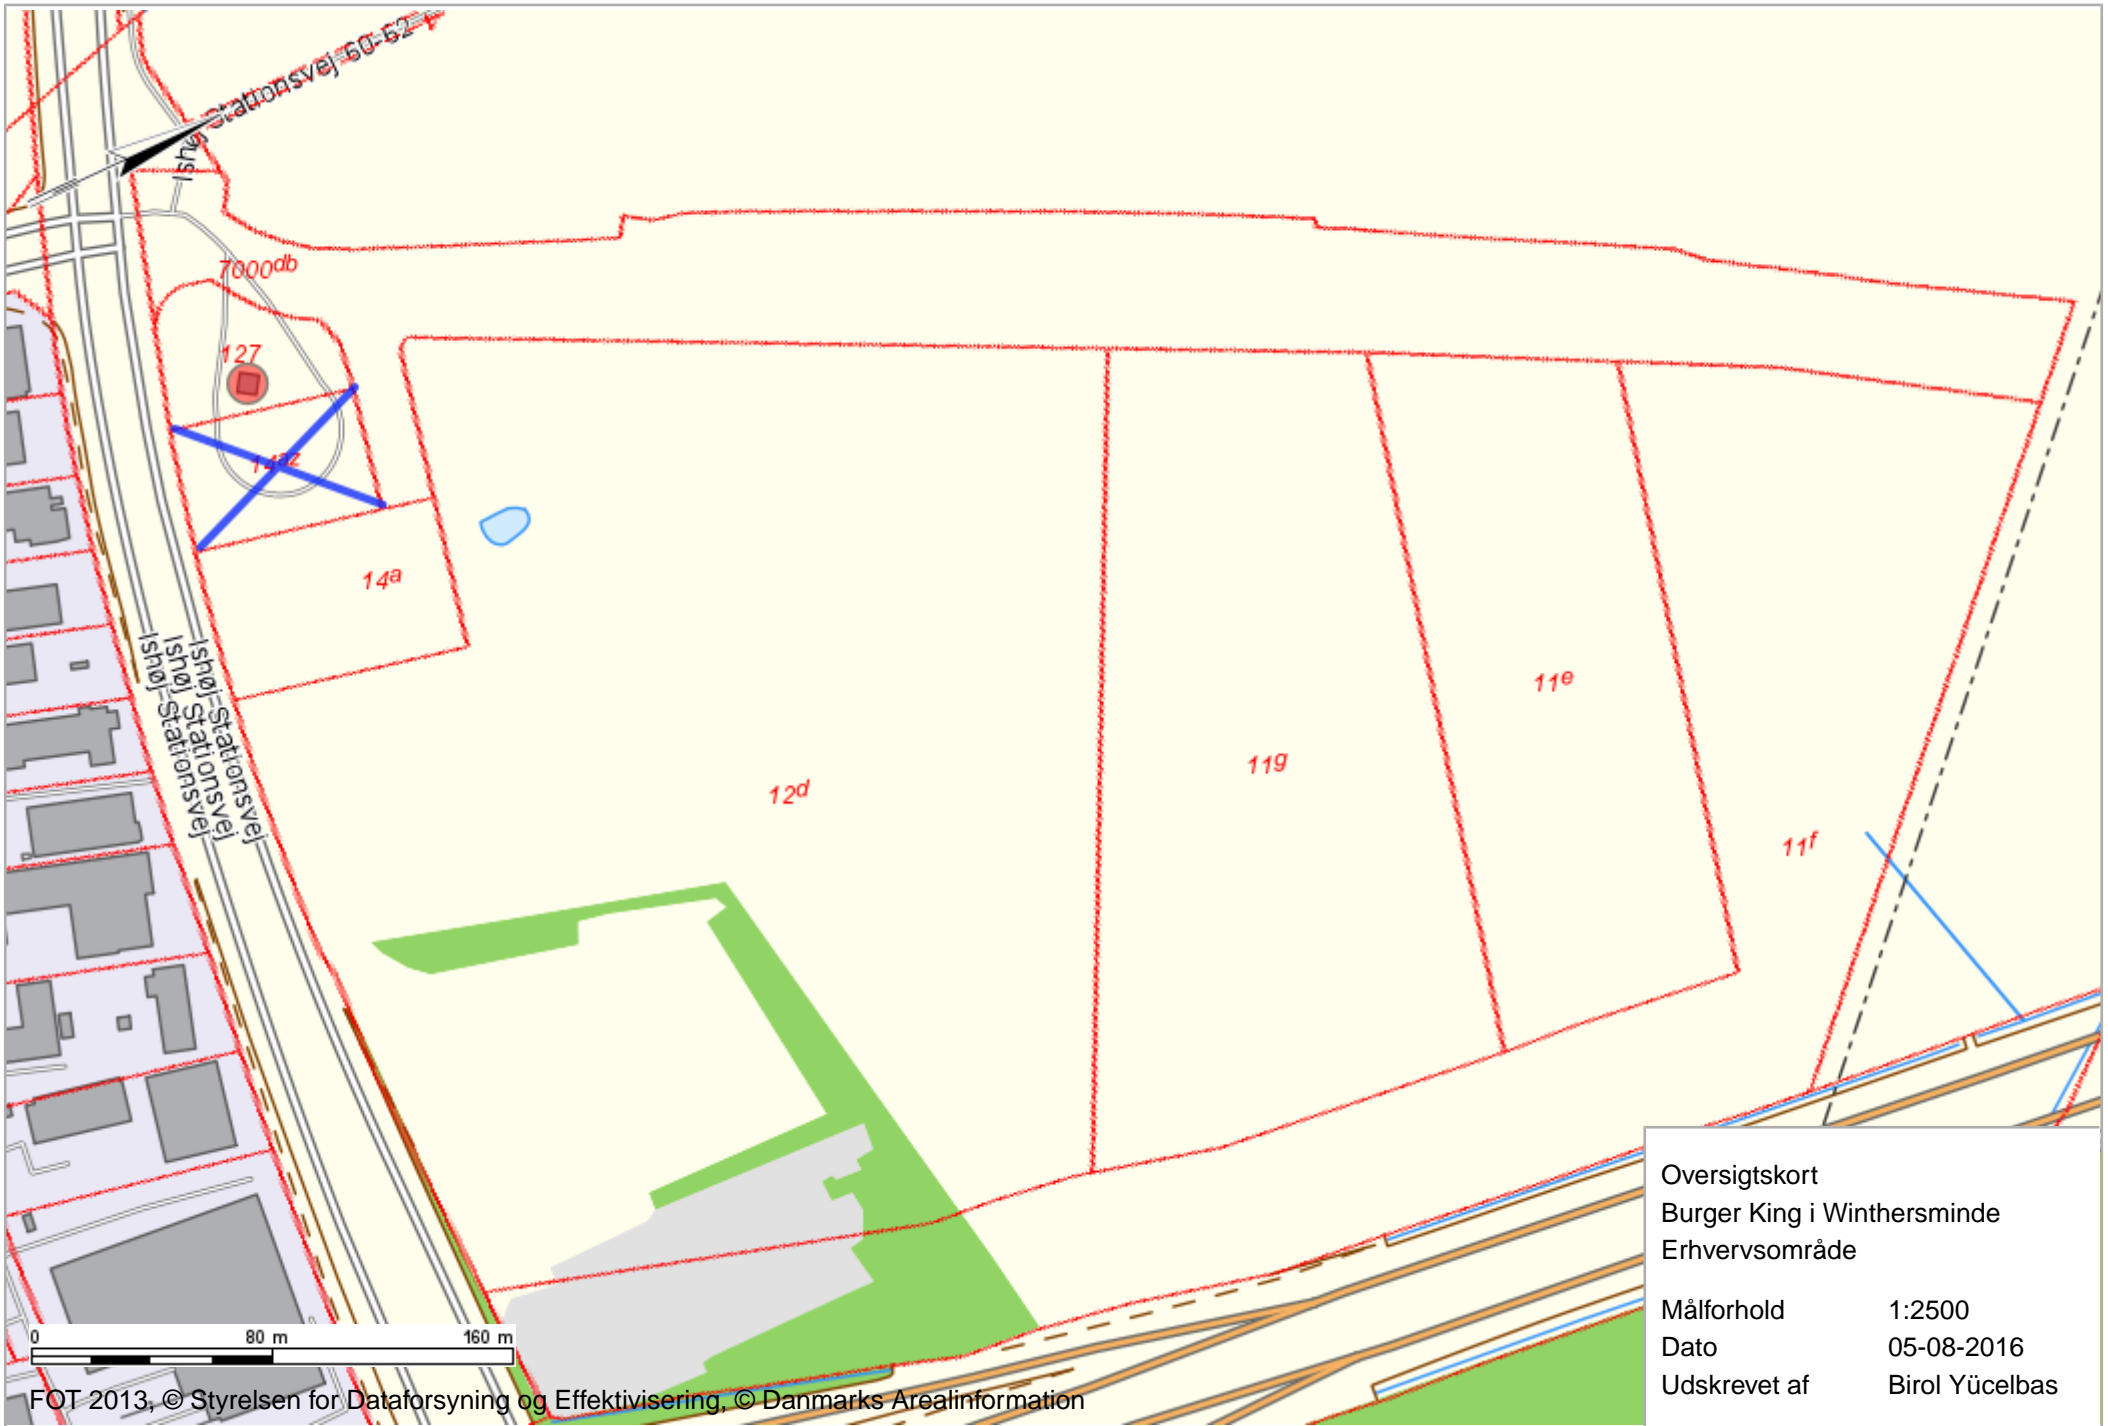 Ishøj Stationsvej 60-62
7000db
127
14az
14a
Ishøj-Stationsvej
Ishøj Stationsvej
Ishøj-Stationsvej
12d
11g
11e
11f
Oversigtskort
Burger King i Winthersminde
Erhvervsområde
Målforhold 1:2500
Dato 05-08-2016
Udskrevet af Birol Yücelbas
0 80 m 160 m
FOT 2013, © Styrelsen for Dataforsyning og Effektivisering, © Danmarks Arealinformation